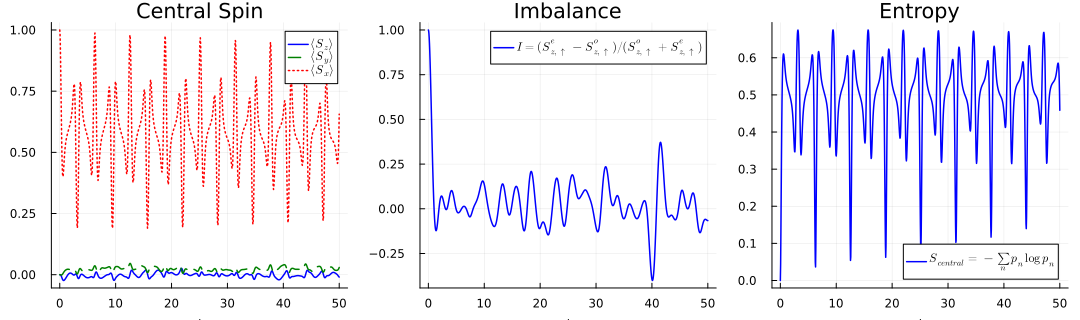 Central Spin
1.00
0.75
0.50
0.25
0.00
0 10 20 30 40 50
⟨S_z⟩
⟨S_y⟩
⟨S_x⟩
Imbalance
1.00
0.75
0.50
0.25
0.00
−0.25
0 10 20 30 40 50
I = (S^e_{z,↑} − S^o_{z,↑})/(S^o_{z,↑} + S^e_{z,↑})
Entropy
0.6
0.5
0.4
0.3
0.2
0.1
0.0
0 10 20 30 40 50
S_{central} = − ∑_n p_n log p_n